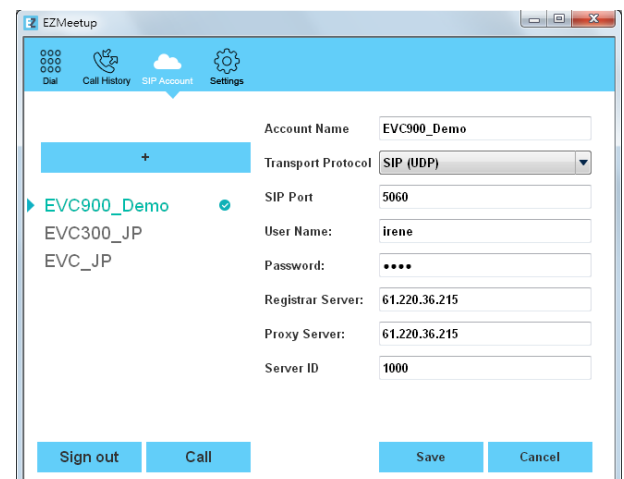 EZMeetup
Dial Call History SIP Account Settings
+
EVC900_Demo
EVC300_JP
EVC_JP
Account Name EVC900_Demo
Transport Protocol SIP (UDP)
SIP Port 5060
User Name: irene
Password: ••••
Registrar Server: 61.220.36.215
Proxy Server: 61.220.36.215
Server ID 1000
Sign out Call Save Cancel